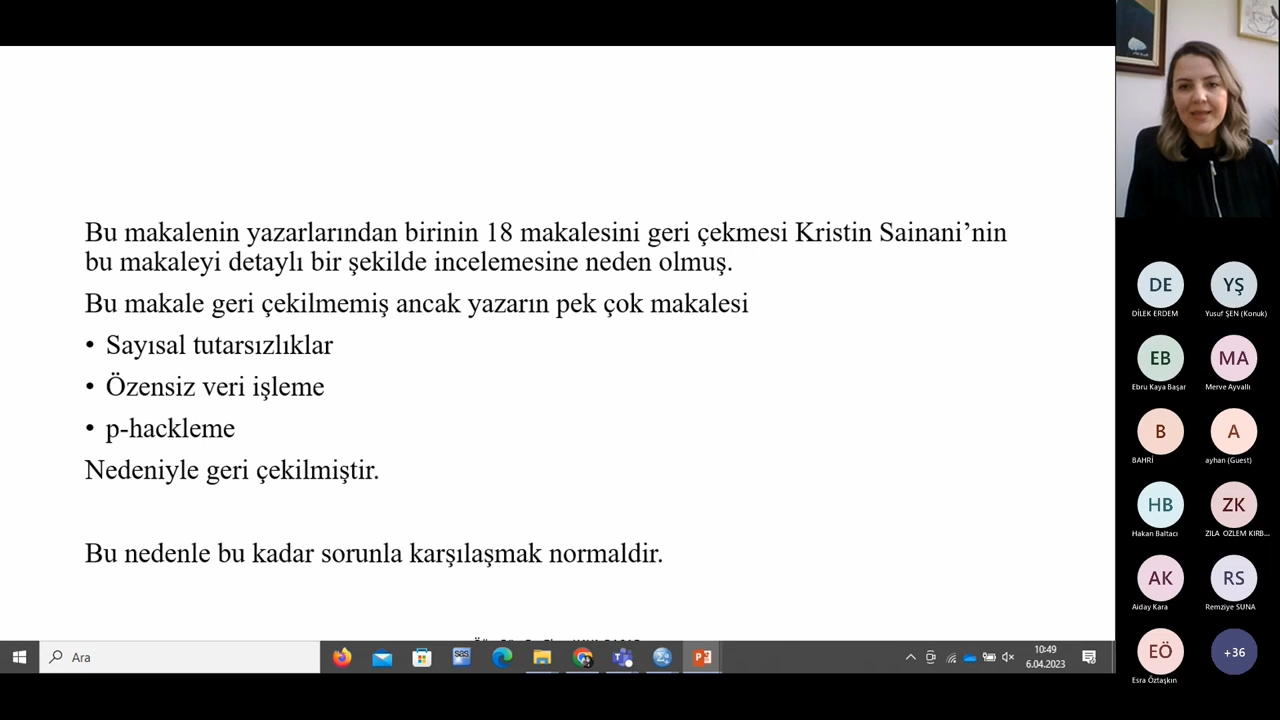 Bu makalenin yazarlarından birinin 18 makalesini geri çekmesi Kristin Sainani’nin
bu makaleyi detaylı bir şekilde incelemesine neden olmuş.
Bu makale geri çekilmemiş ancak yazarın pek çok makalesi
• Sayısal tutarsızlıklar
• Özensiz veri işleme
• p-hackleme
Nedeniyle geri çekilmiştir.
Bu nedenle bu kadar sorunla karşılaşmak normaldir.
DE
YŞ
DİLEK ERDEM
Yusuf ŞEN (Konuk)
EB
MA
Ebru Kaya Başar
Merve Ayvallı
B
A
BAHRİ
ayhan (Guest)
HB
ZK
Hakan Baltacı
ZILA OZLEM KIRB...
AK
RS
Aiday Kara
Remziye SUNA
EÖ
+36
Esra Öztaşkın
Ara
sas
10:49
6.04.2023